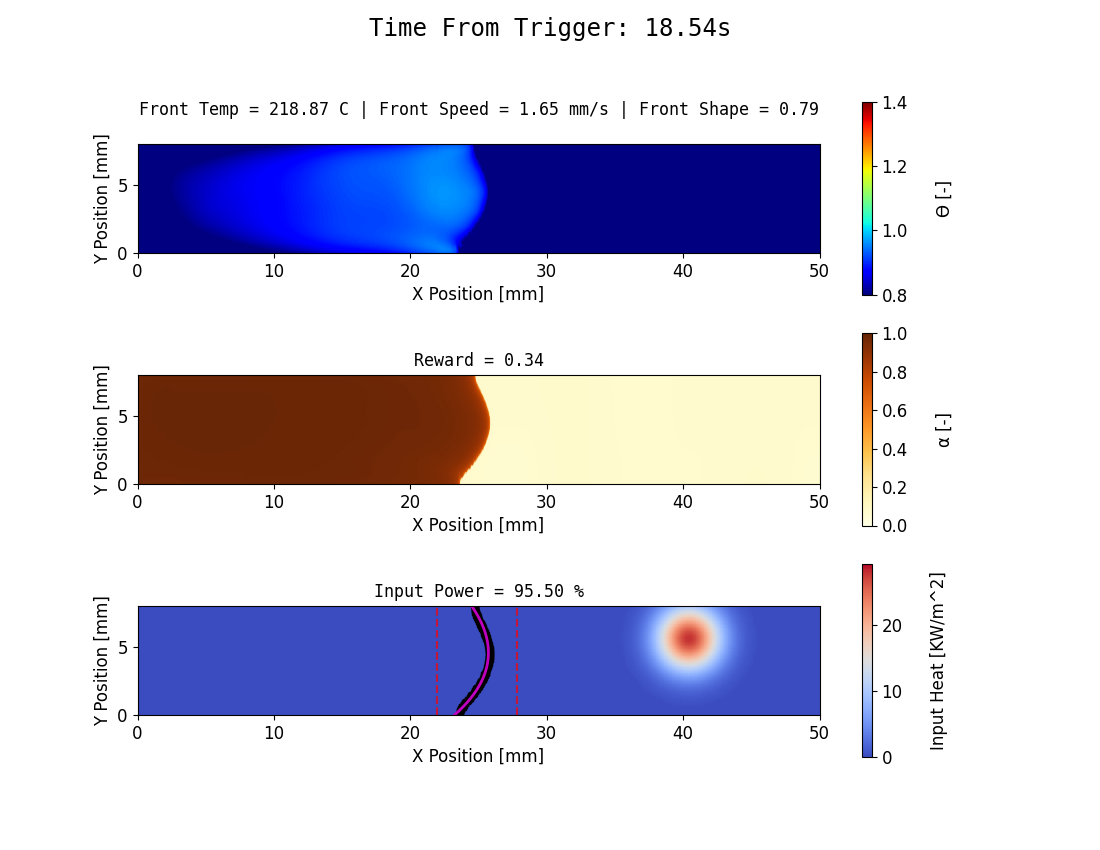 Time From Trigger: 18.54s
Front Temp = 218.87 C | Front Speed = 1.65 mm/s | Front Shape = 0.79
Y Position [mm]
5
0
0 10 20 30 40 50
X Position [mm]
1.4
1.2
1.0
0.8
Θ [-]
Reward = 0.34
Y Position [mm]
5
0
0 10 20 30 40 50
X Position [mm]
1.0
0.8
0.6
0.4
0.2
0.0
α [-]
Input Power = 95.50 %
Y Position [mm]
5
0
0 10 20 30 40 50
X Position [mm]
20
10
0
Input Heat [KW/m^2]